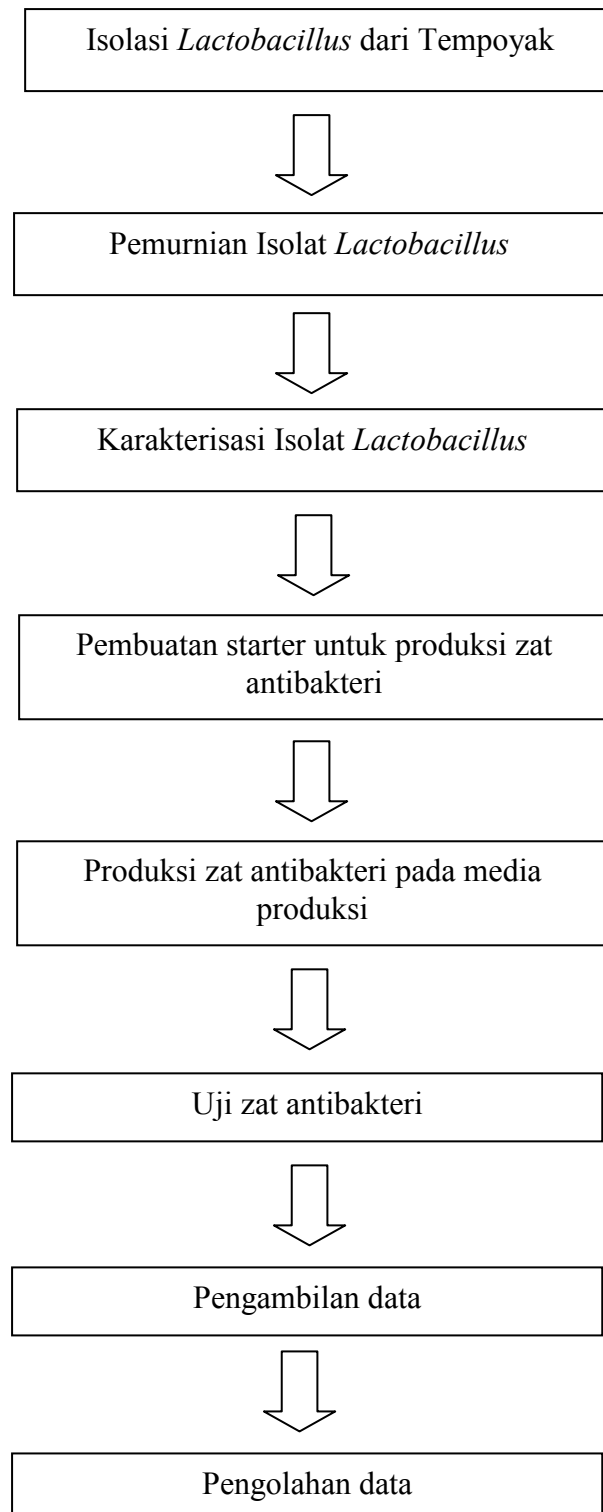 Isolasi Lactobacillus dari Tempoyak
Pemurnian Isolat Lactobacillus
Karakterisasi Isolat Lactobacillus
Pembuatan starter untuk produksi zat
antibakteri
Produksi zat antibakteri pada media
produksi
Uji zat antibakteri
Pengambilan data
Pengolahan data